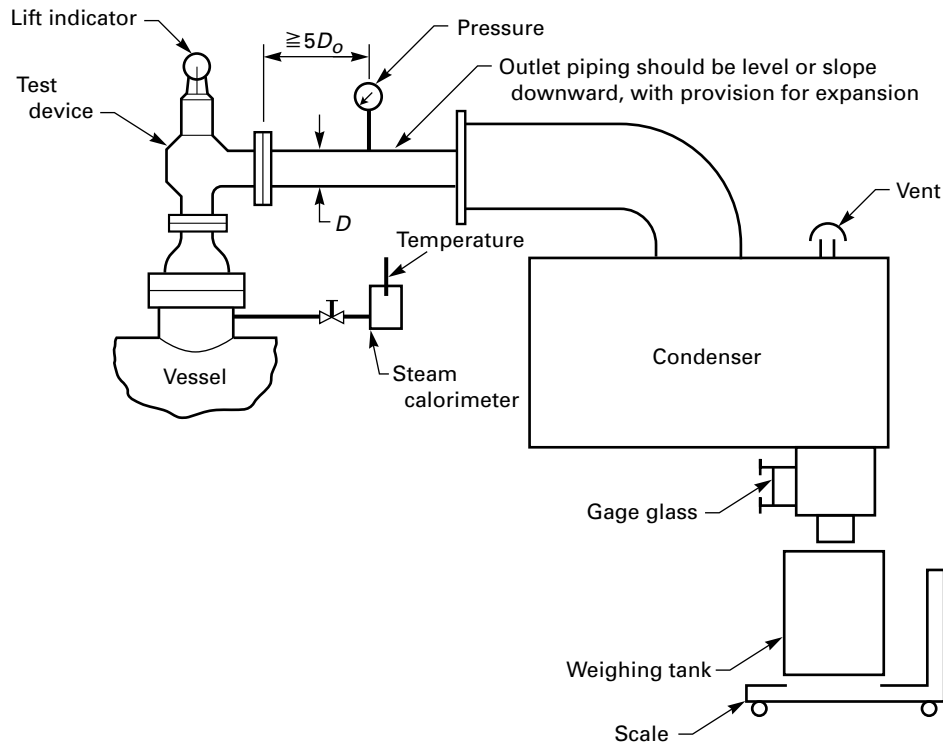 Lift indicator
≧5Dₒ
Pressure
Test
device
Outlet piping should be level or slope
downward, with provision for expansion
D
Vent
Temperature
Condenser
Vessel
Steam
calorimeter
Gage glass
Weighing tank
Scale